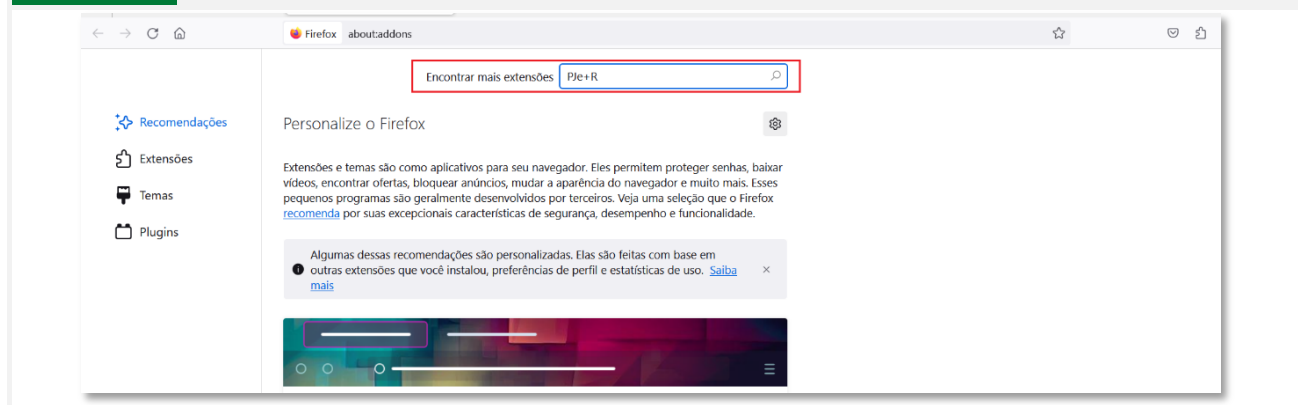 Firefox about:addons
Encontrar mais extensões PJe+R
Recomendações
Extensões
Temas
Plugins
Personalize o Firefox
Extensões e temas são como aplicativos para seu navegador. Eles permitem proteger senhas, baixar
vídeos, encontrar ofertas, bloquear anúncios, mudar a aparência do navegador e muito mais. Esses
pequenos programas são geralmente desenvolvidos por terceiros. Veja uma seleção que o Firefox
recomenda por suas excepcionais características de segurança, desempenho e funcionalidade.
Algumas dessas recomendações são personalizadas. Elas são feitas com base em
outras extensões que você instalou, preferências de perfil e estatísticas de uso. Saiba
mais